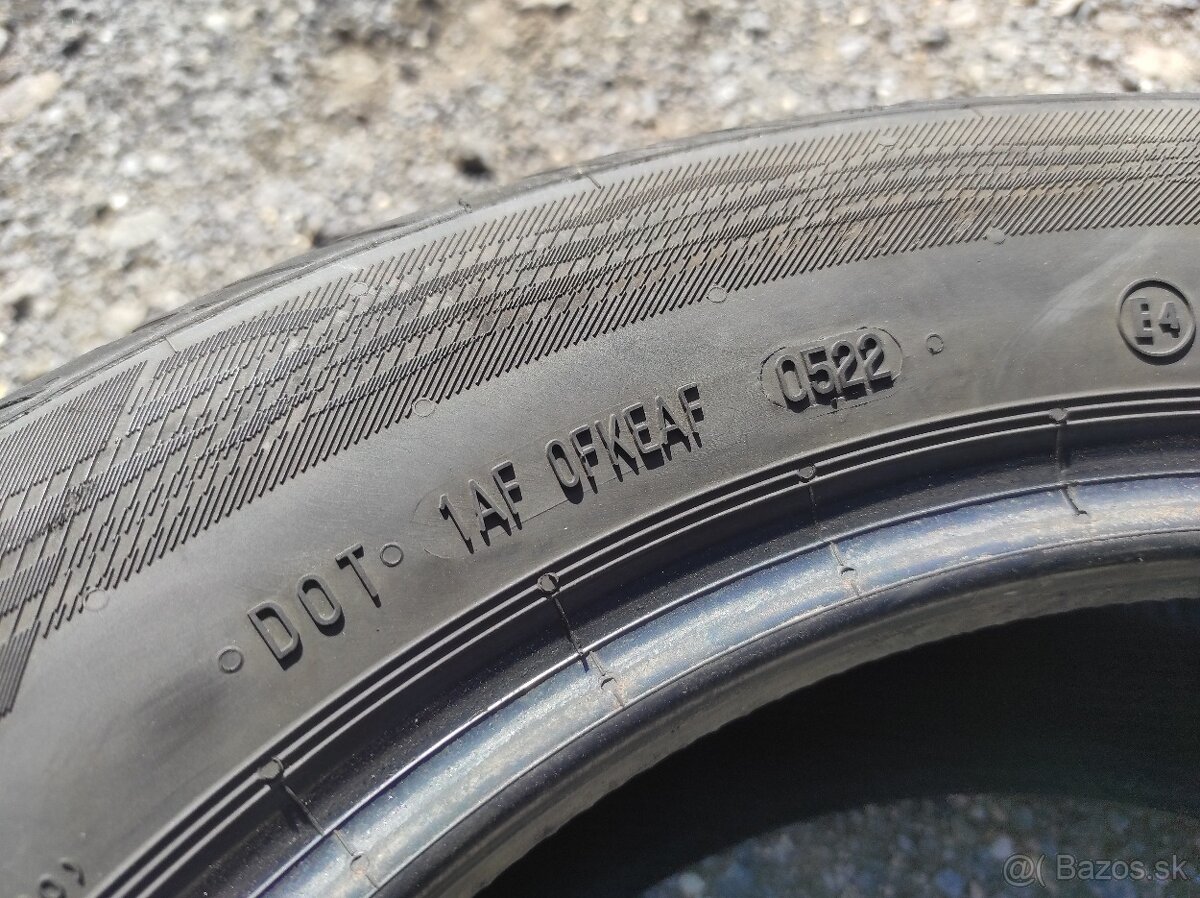 DOT 1AF 0FKEAF 0522
E4
@( Bazos.sk